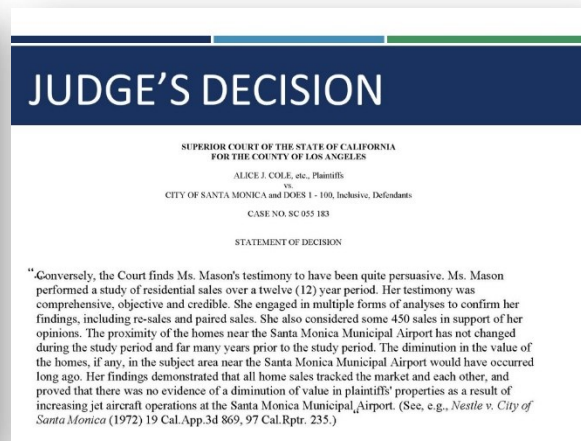 JUDGE'S DECISION
SUPERIOR COURT OF THE STATE OF CALIFORNIA
FOR THE COUNTY OF LOS ANGELES
ALICE J. COLE, etc., Plaintiffs
vs.
CITY OF SANTA MONICA and DOES 1 - 100, Inclusive, Defendants
CASE NO. SC 055 183
STATEMENT OF DECISION
"Conversely, the Court finds Ms. Mason's testimony to have been quite persuasive. Ms. Mason
performed a study of residential sales over a twelve (12) year period. Her testimony was
comprehensive, objective and credible. She engaged in multiple forms of analyses to confirm her
findings, including re-sales and paired sales. She also considered some 450 sales in support of her
opinions. The proximity of the homes near the Santa Monica Municipal Airport has not changed
during the study period and far many years prior to the study period. The diminution in the value of
the homes, if any, in the subject area near the Santa Monica Municipal Airport would have occurred
long ago. Her findings demonstrated that all home sales tracked the market and each other, and
proved that there was no evidence of a diminution of value in plaintiffs' properties as a result of
increasing jet aircraft operations at the Santa Monica Municipal Airport." (See, e.g., Nestle v. City of
Santa Monica (1972) 19 Cal.App.3d 869, 97 Cal.Rptr. 235.)